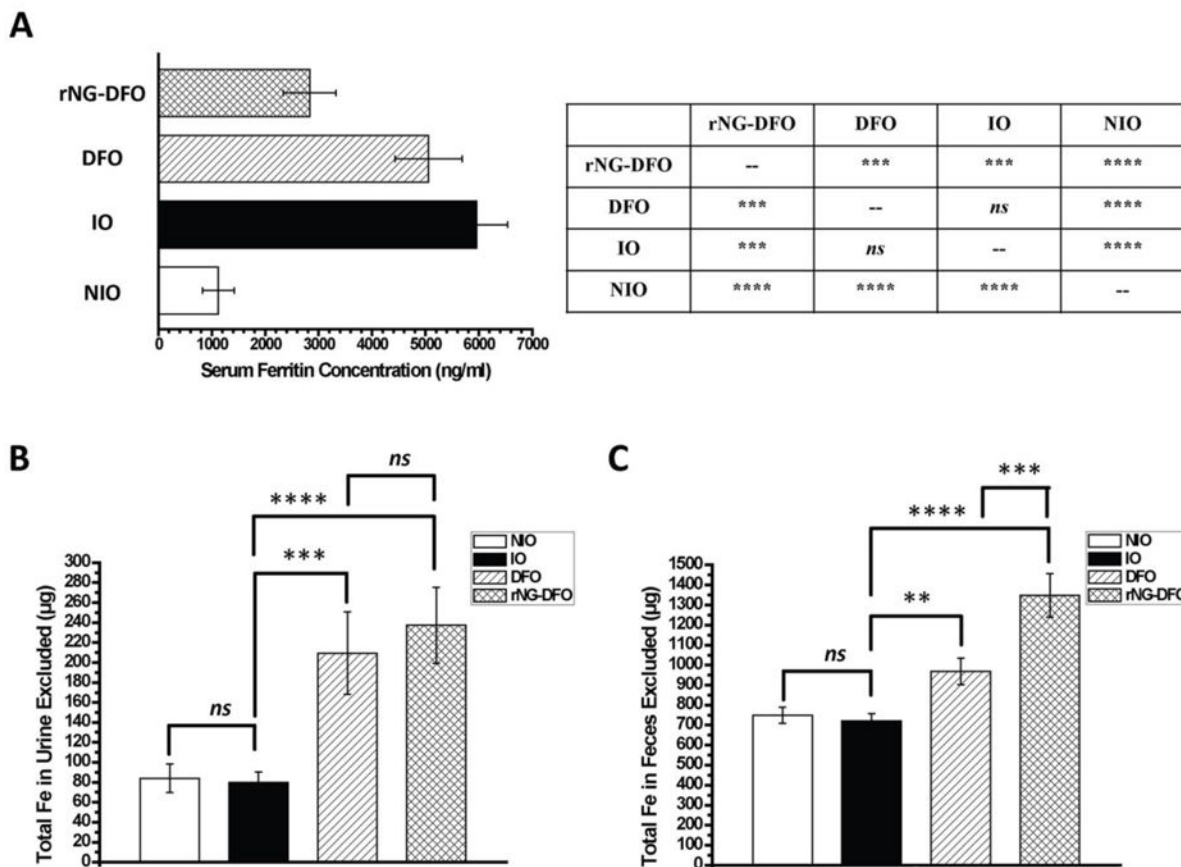 A
rNG-DFO
DFO
IO
NIO
0 1000 2000 3000 4000 5000 6000 7000
Serum Ferritin Concentration (ng/ml)
rNG-DFO DFO IO NIO
rNG-DFO -- *** *** ****
DFO *** -- ns ****
IO *** ns -- ****
NIO **** **** **** --
B
ns
****
***
ns
NIO
IO
DFO
rNG-DFO
300
280
260
240
220
200
180
160
140
120
100
80
60
40
20
0
Total Fe in Urine Excluded (µg)
C
***
****
**
ns
NIO
IO
DFO
rNG-DFO
1500
1400
1300
1200
1100
1000
900
800
700
600
500
400
300
200
100
0
Total Fe in Feces Excluded (µg)